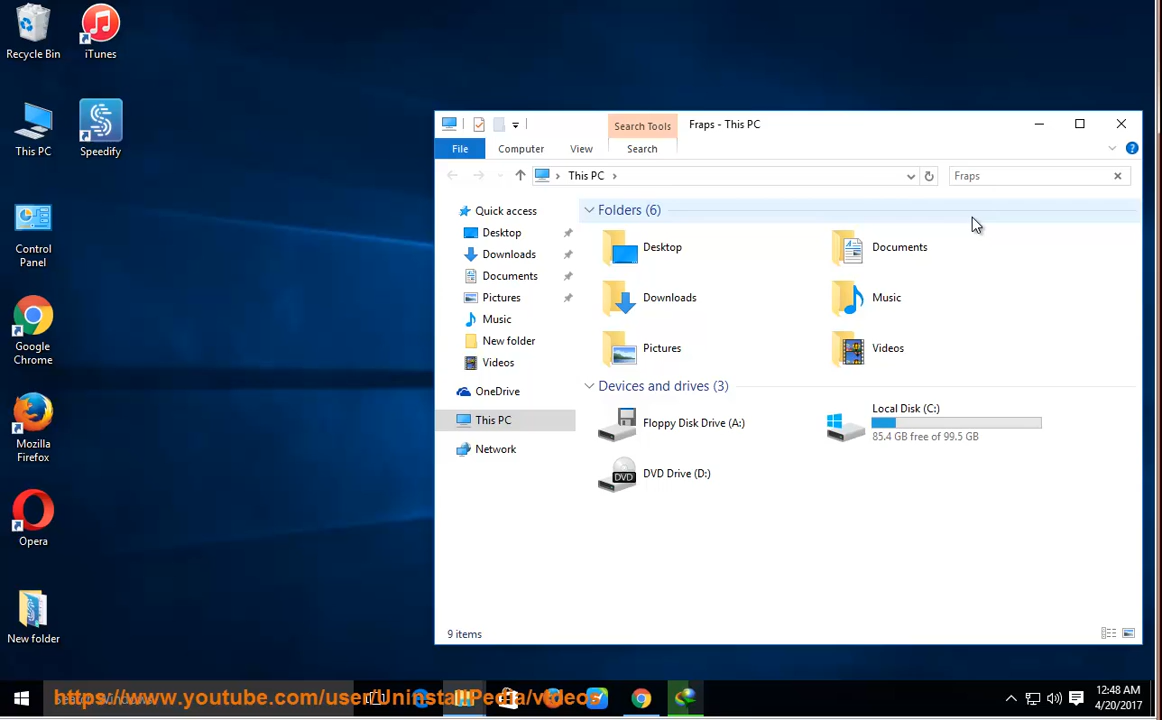 Recycle Bin
iTunes
This PC
Speedify
Control
Panel
Google
Chrome
Mozilla
Firefox
Opera
New folder
Search Tools
Fraps - This PC
File
Computer
View
Search
This PC
Fraps
Quick access
Desktop
Downloads
Documents
Pictures
Music
New folder
Videos
OneDrive
This PC
Network
Folders (6)
Desktop
Documents
Downloads
Music
Pictures
Videos
Devices and drives (3)
Floppy Disk Drive (A:)
Local Disk (C:)
85.4 GB free of 99.5 GB
DVD
DVD Drive (D:)
9 items
Search Windows
https://www.youtube.com/user/UninstallPedia/videos
12:48 AM
4/20/2017